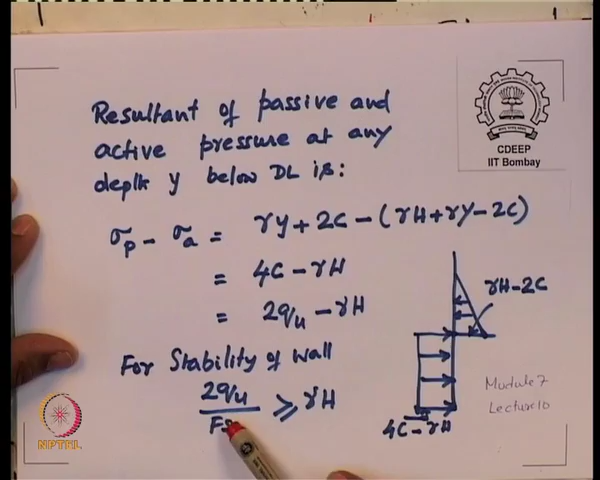 Resultant of passive and
active pressure at any
depth y below DL is:
σp - σa = γy + 2C - (γH + γy - 2C)
= 4C - γH
= 2qu - γH
For Stability of Wall
2qu / FS ≥ γH
γH - 2C
4C - γH
Module 7
Lecture 10
CDEEP
IIT Bombay
NPTEL